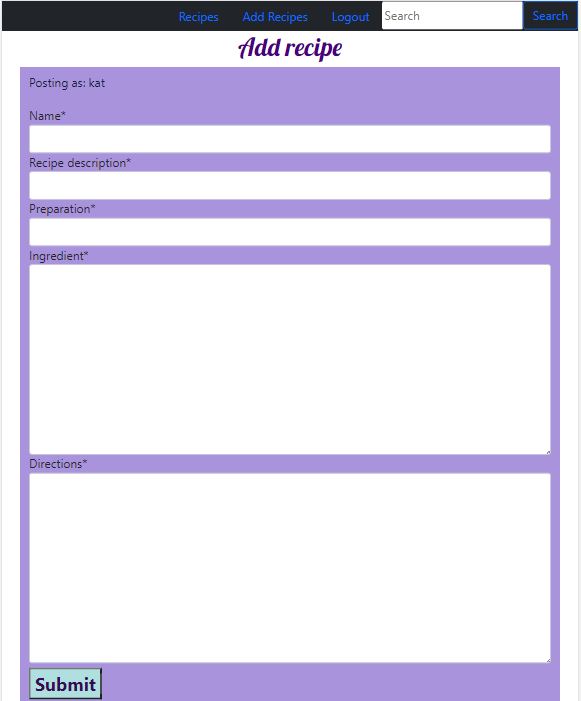 Recipes Add Recipes Logout Search Search
Add recipe
Posting as: kat
Name*
Recipe description*
Preparation*
Ingredient*
Directions*
Submit